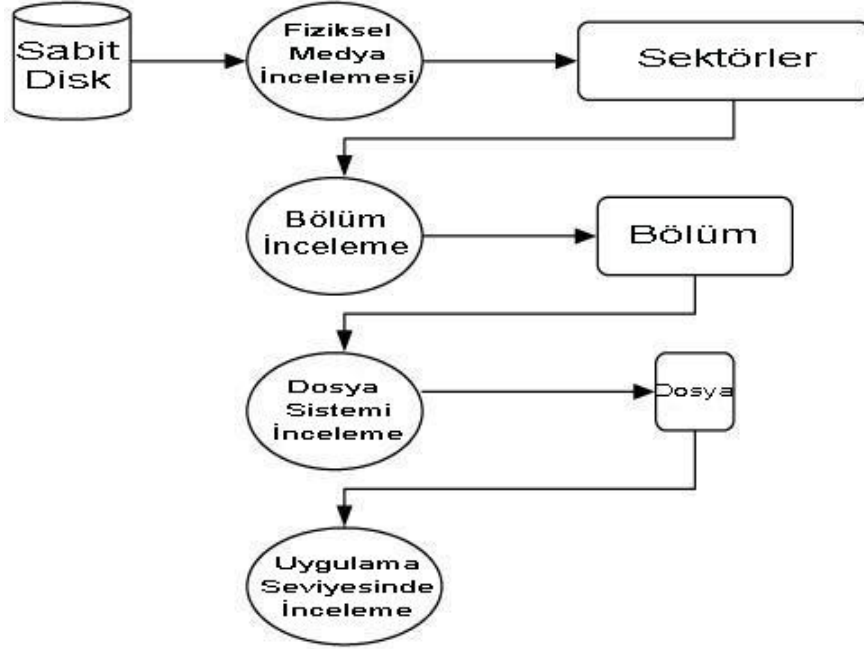 Sabit
Disk
Fiziksel
Medya
İncelemesi
Sektörler
Bölüm
İnceleme
Bölüm
Dosya
Sistemi
İnceleme
Dosya
Uygulama
Seviyesinde
İnceleme